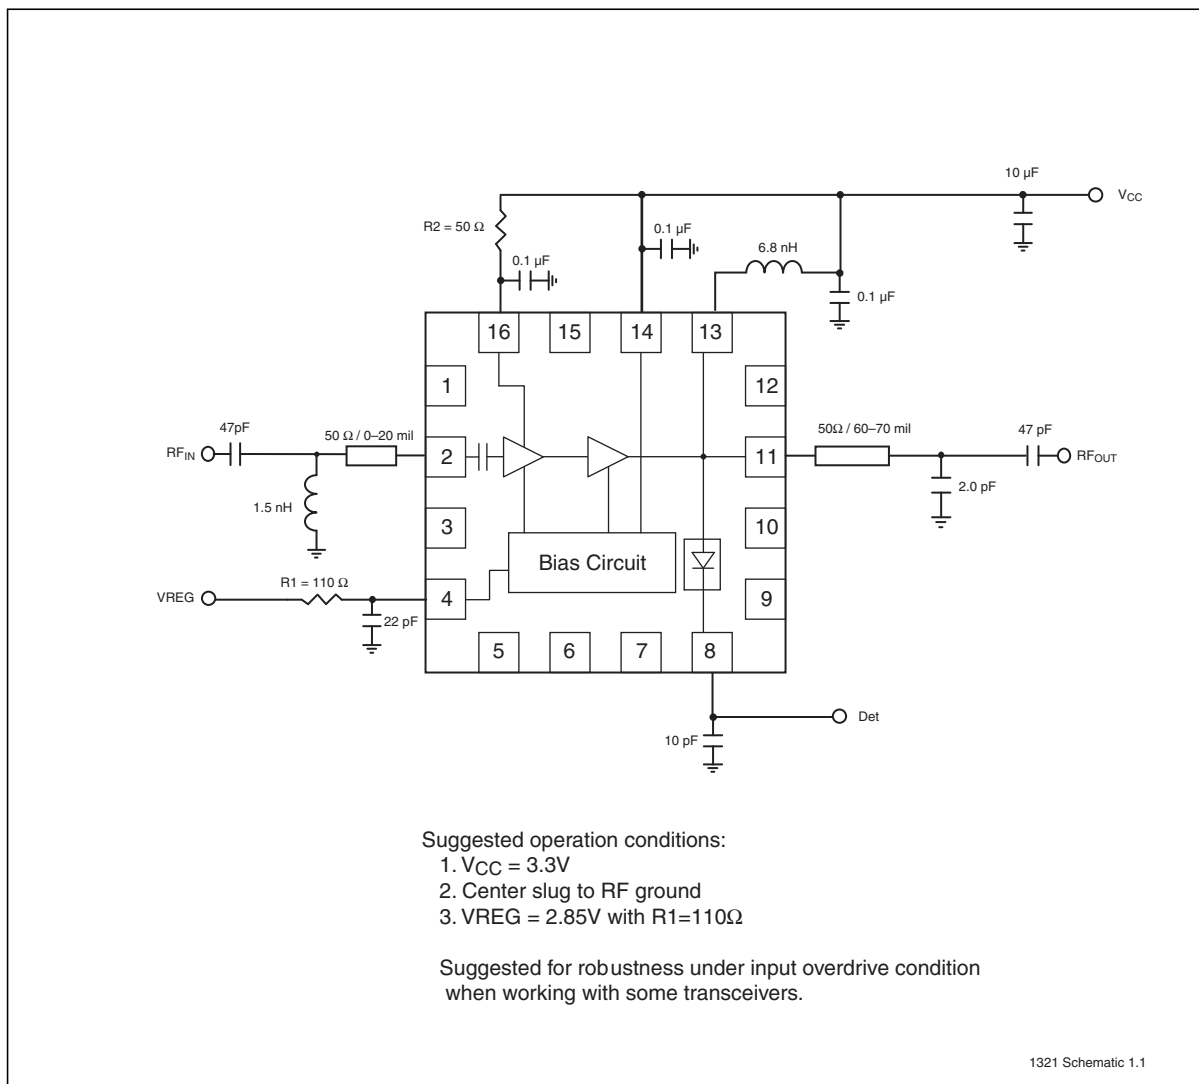 10 µF
VCC
R2 = 50 Ω
0.1 µF
0.1 µF
6.8 nH
0.1 µF
16
15
14
13
1
12
47pF
50 Ω / 0–20 mil
50Ω / 60–70 mil
47 pF
RFIN
2
11
RFOUT
1.5 nH
2.0 pF
3
10
Bias Circuit
R1 = 110 Ω
VREG
4
9
22 pF
5
6
7
8
Det
10 pF
Suggested operation conditions:
1. VCC = 3.3V
2. Center slug to RF ground
3. VREG = 2.85V with R1=110Ω
Suggested for robustness under input overdrive condition
when working with some transceivers.
1321 Schematic 1.1